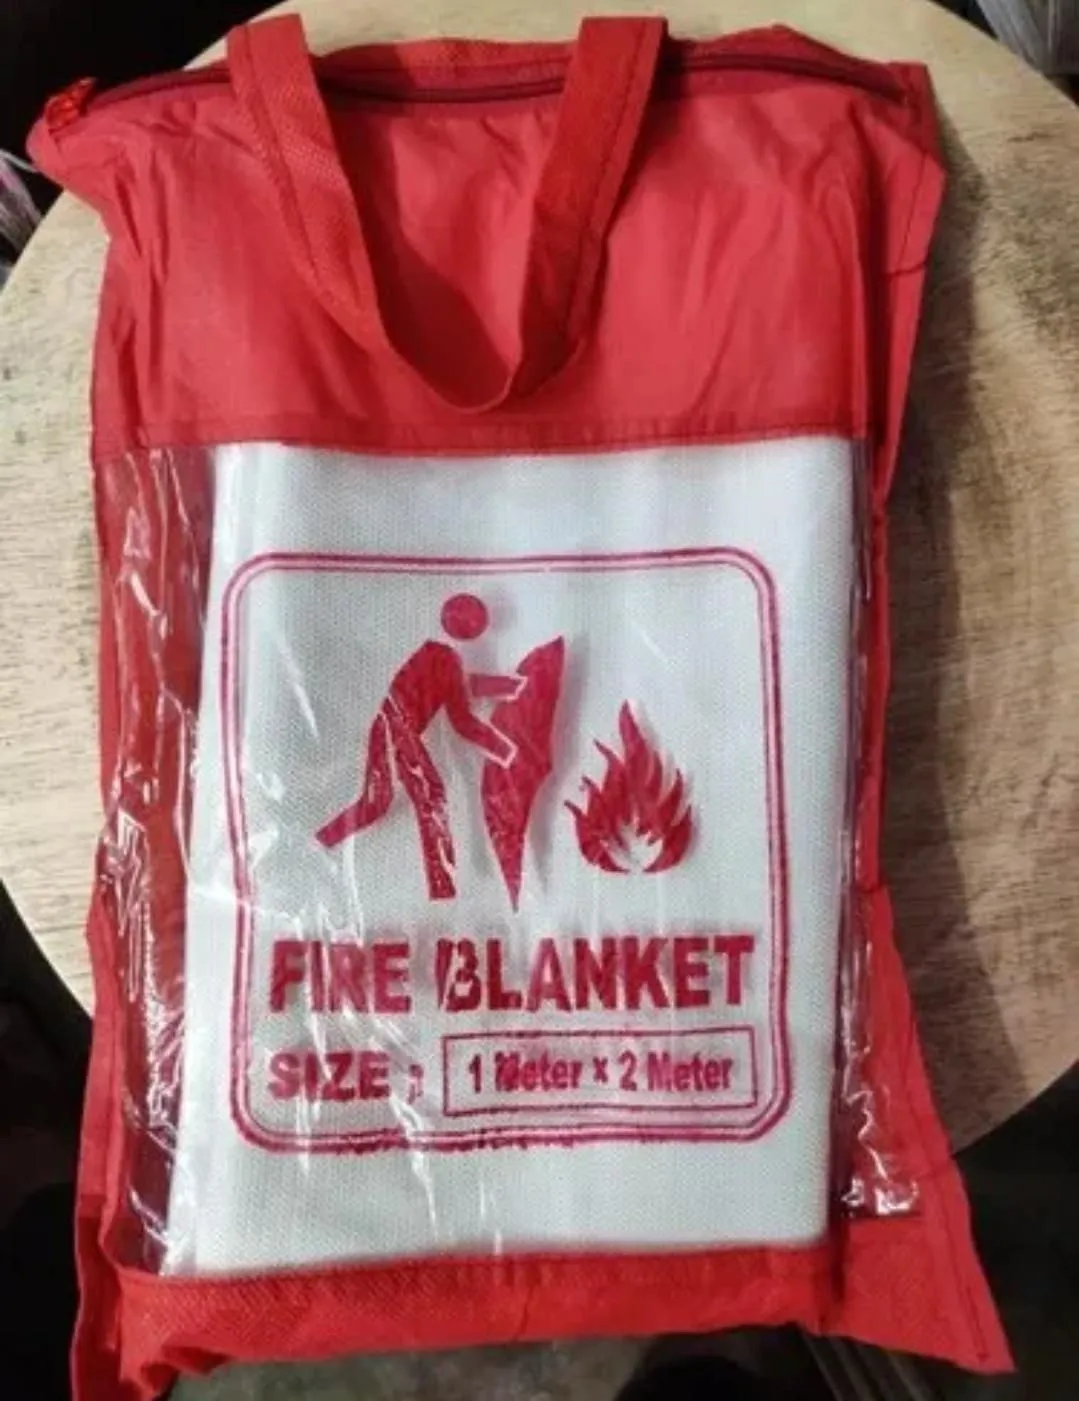 FIRE BLANKET
SIZE : 1 Meter x 2 Meter